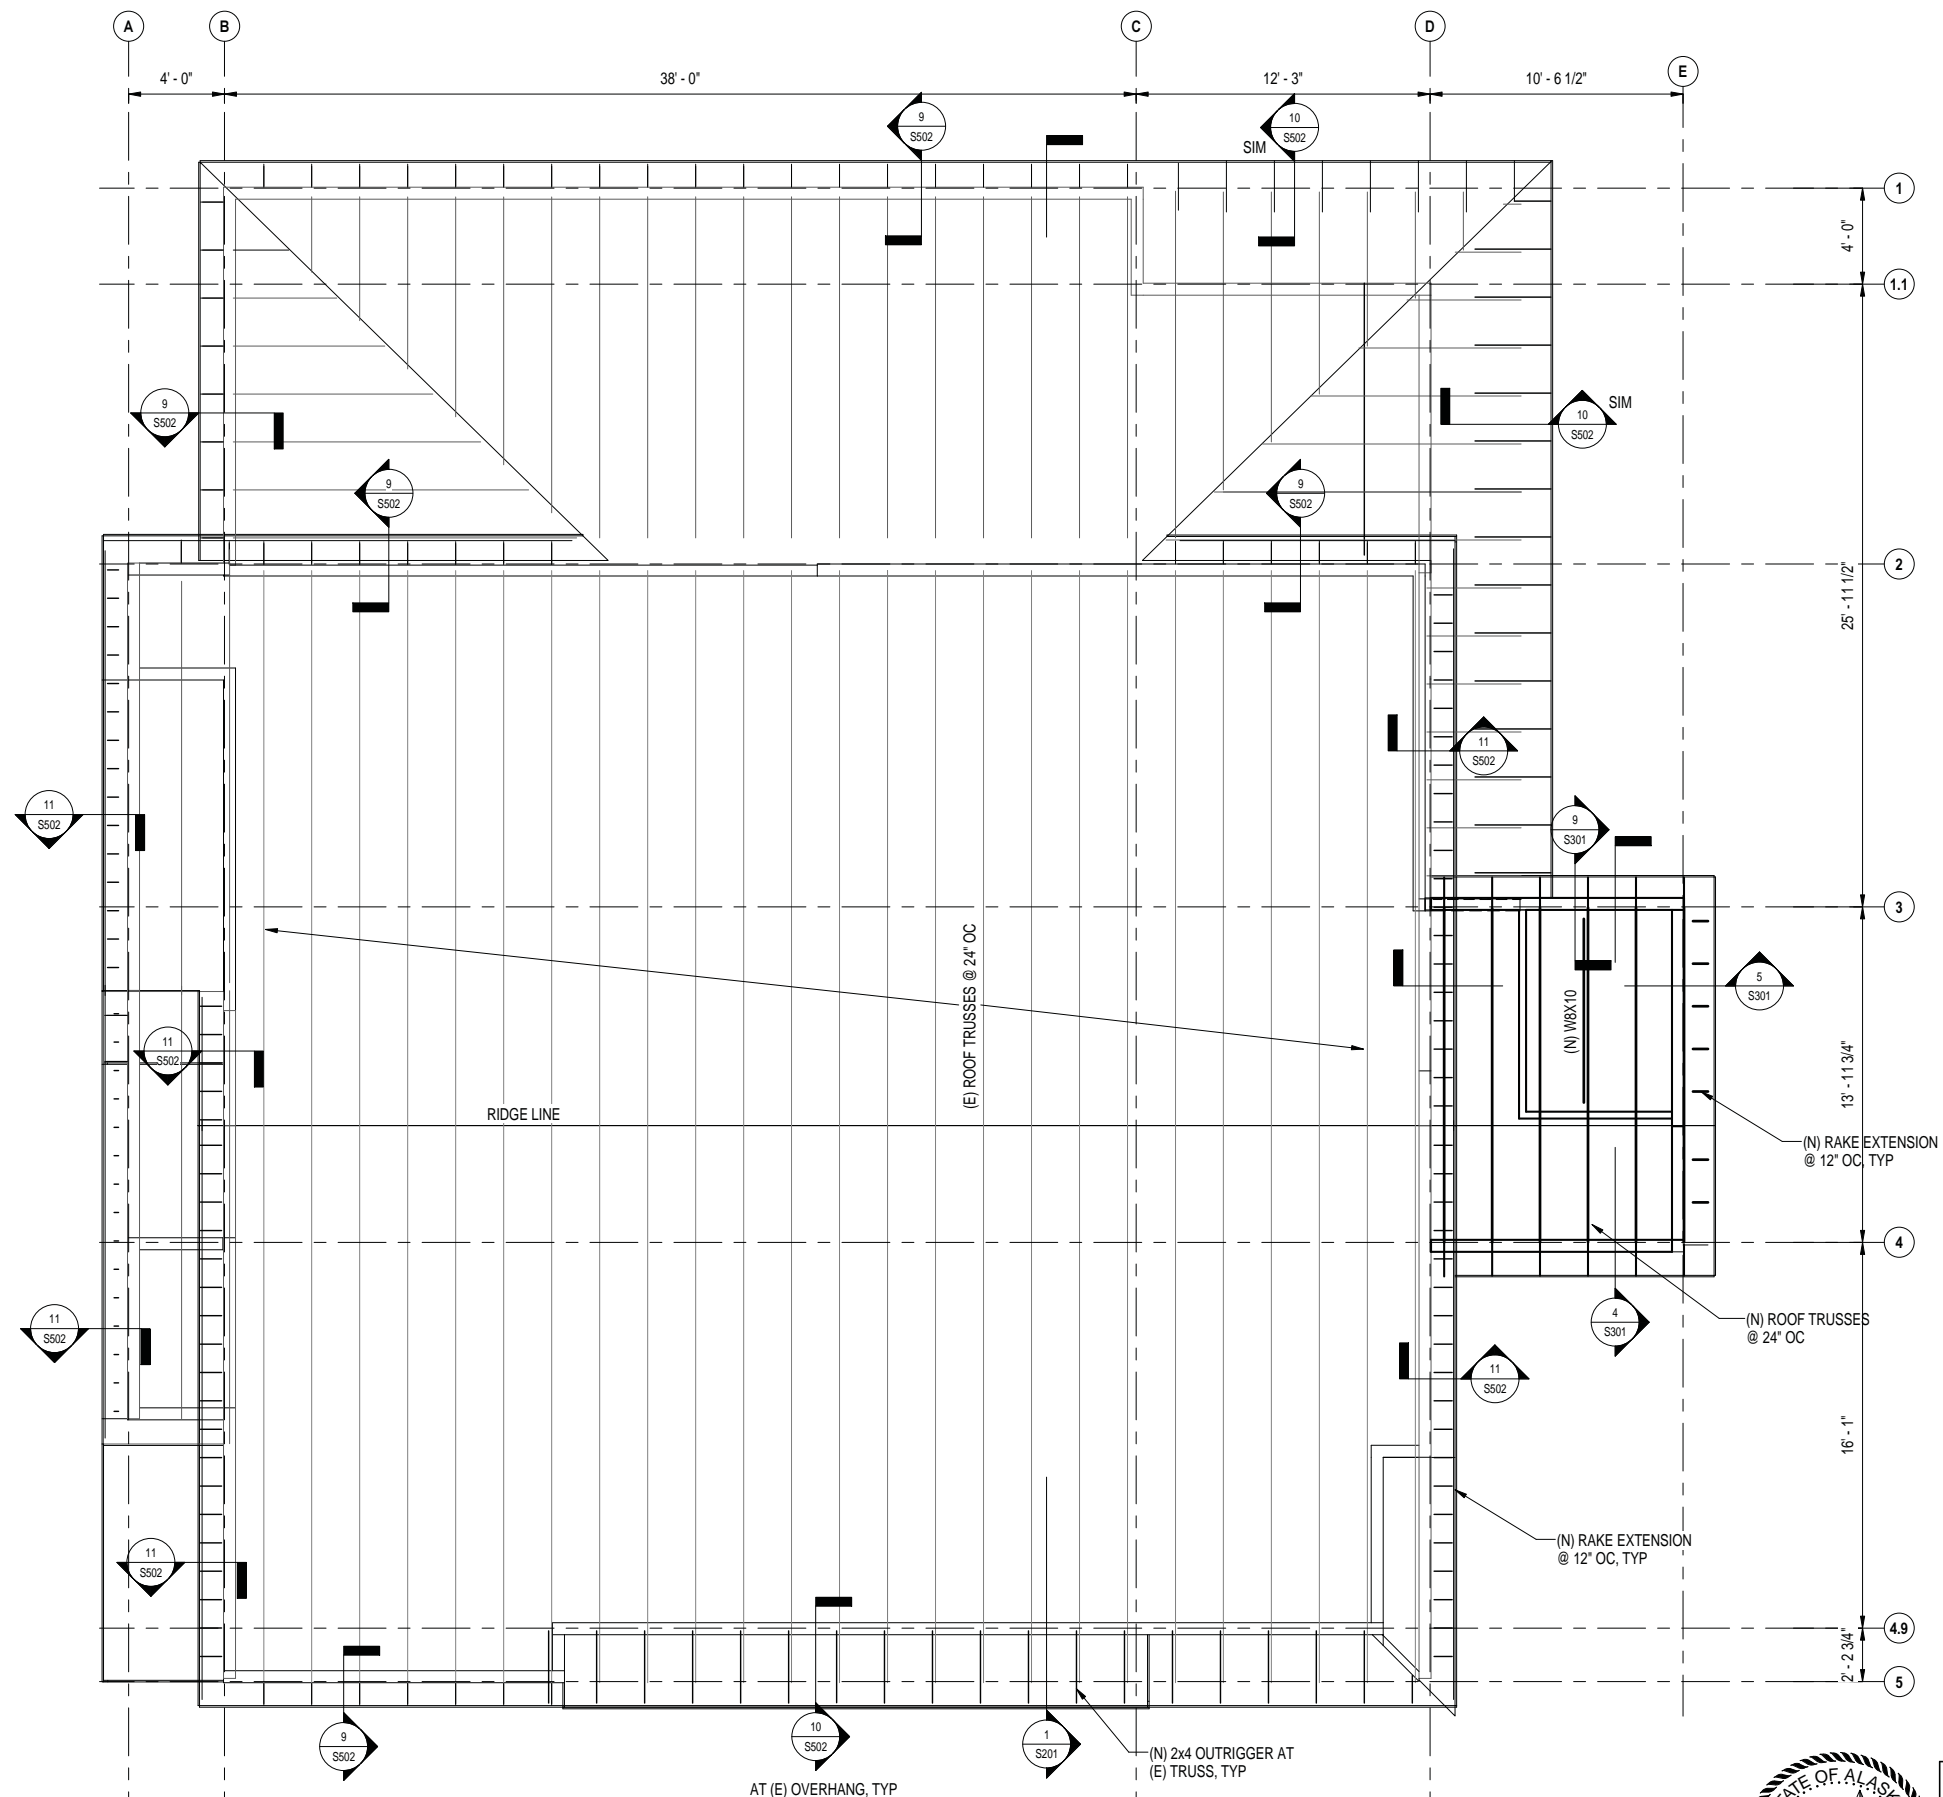 A
B
C
D
E
4' - 0"
38' - 0"
12' - 3"
10' - 6 1/2"
9
S502
10
S502
SIM
1
4' - 0"
1.1
9
S502
10
S502
SIM
9
S502
9
S502
2
25' - 11 1/2"
11
S502
11
S502
9
S301
3
(E) ROOF TRUSSES @ 24" OC
(N) W8X10
5
S301
11
S502
13' - 11 3/4"
RIDGE LINE
(N) RAKE EXTENSION
@ 12" OC, TYP
4
11
S502
4
S301
(N) ROOF TRUSSES
@ 24" OC
11
S502
16' - 1"
(N) RAKE EXTENSION
@ 12" OC, TYP
11
S502
4.9
2' - 2 3/4"
5
9
S502
10
S502
1
S201
(N) 2x4 OUTRIGGER AT
(E) TRUSS, TYP
AT (E) OVERHANG, TYP
ATE OF ALAS